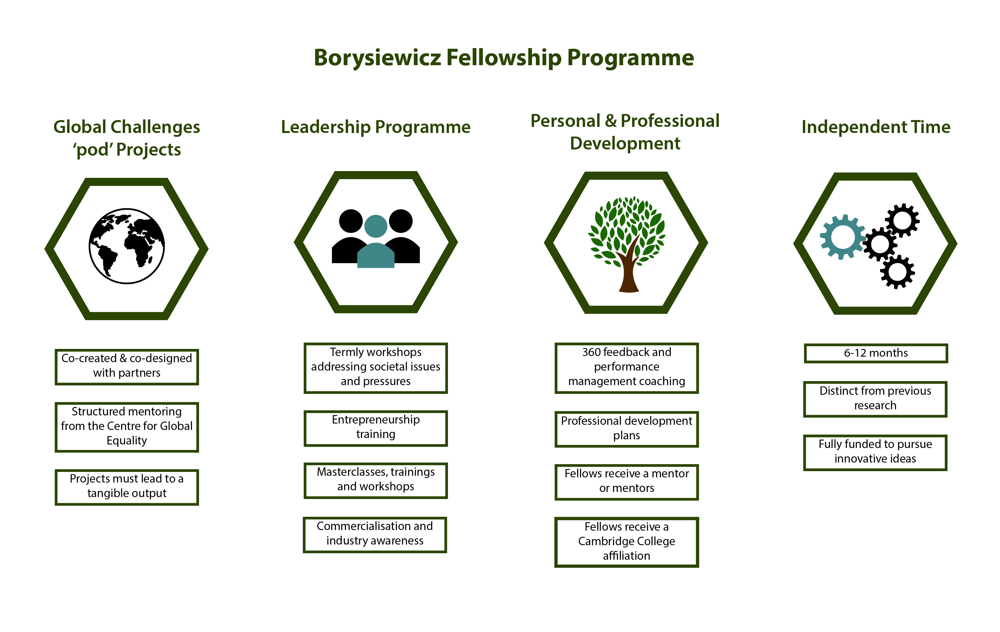 Borysiewicz Fellowship Programme
Global Challenges
‘pod’ Projects
Co-created & co-designed
with partners
Structured mentoring
from the Centre for Global
Equality
Projects must lead to a
tangible output
Leadership Programme
Termly workshops
addressing societal issues
and pressures
Entrepreneurship
training
Masterclasses, trainings
and workshops
Commercialisation and
industry awareness
Personal & Professional
Development
360 feedback and
performance
management coaching
Professional development
plans
Fellows receive a mentor
or mentors
Fellows receive a
Cambridge College
affiliation
Independent Time
6-12 months
Distinct from previous
research
Fully funded to pursue
innovative ideas